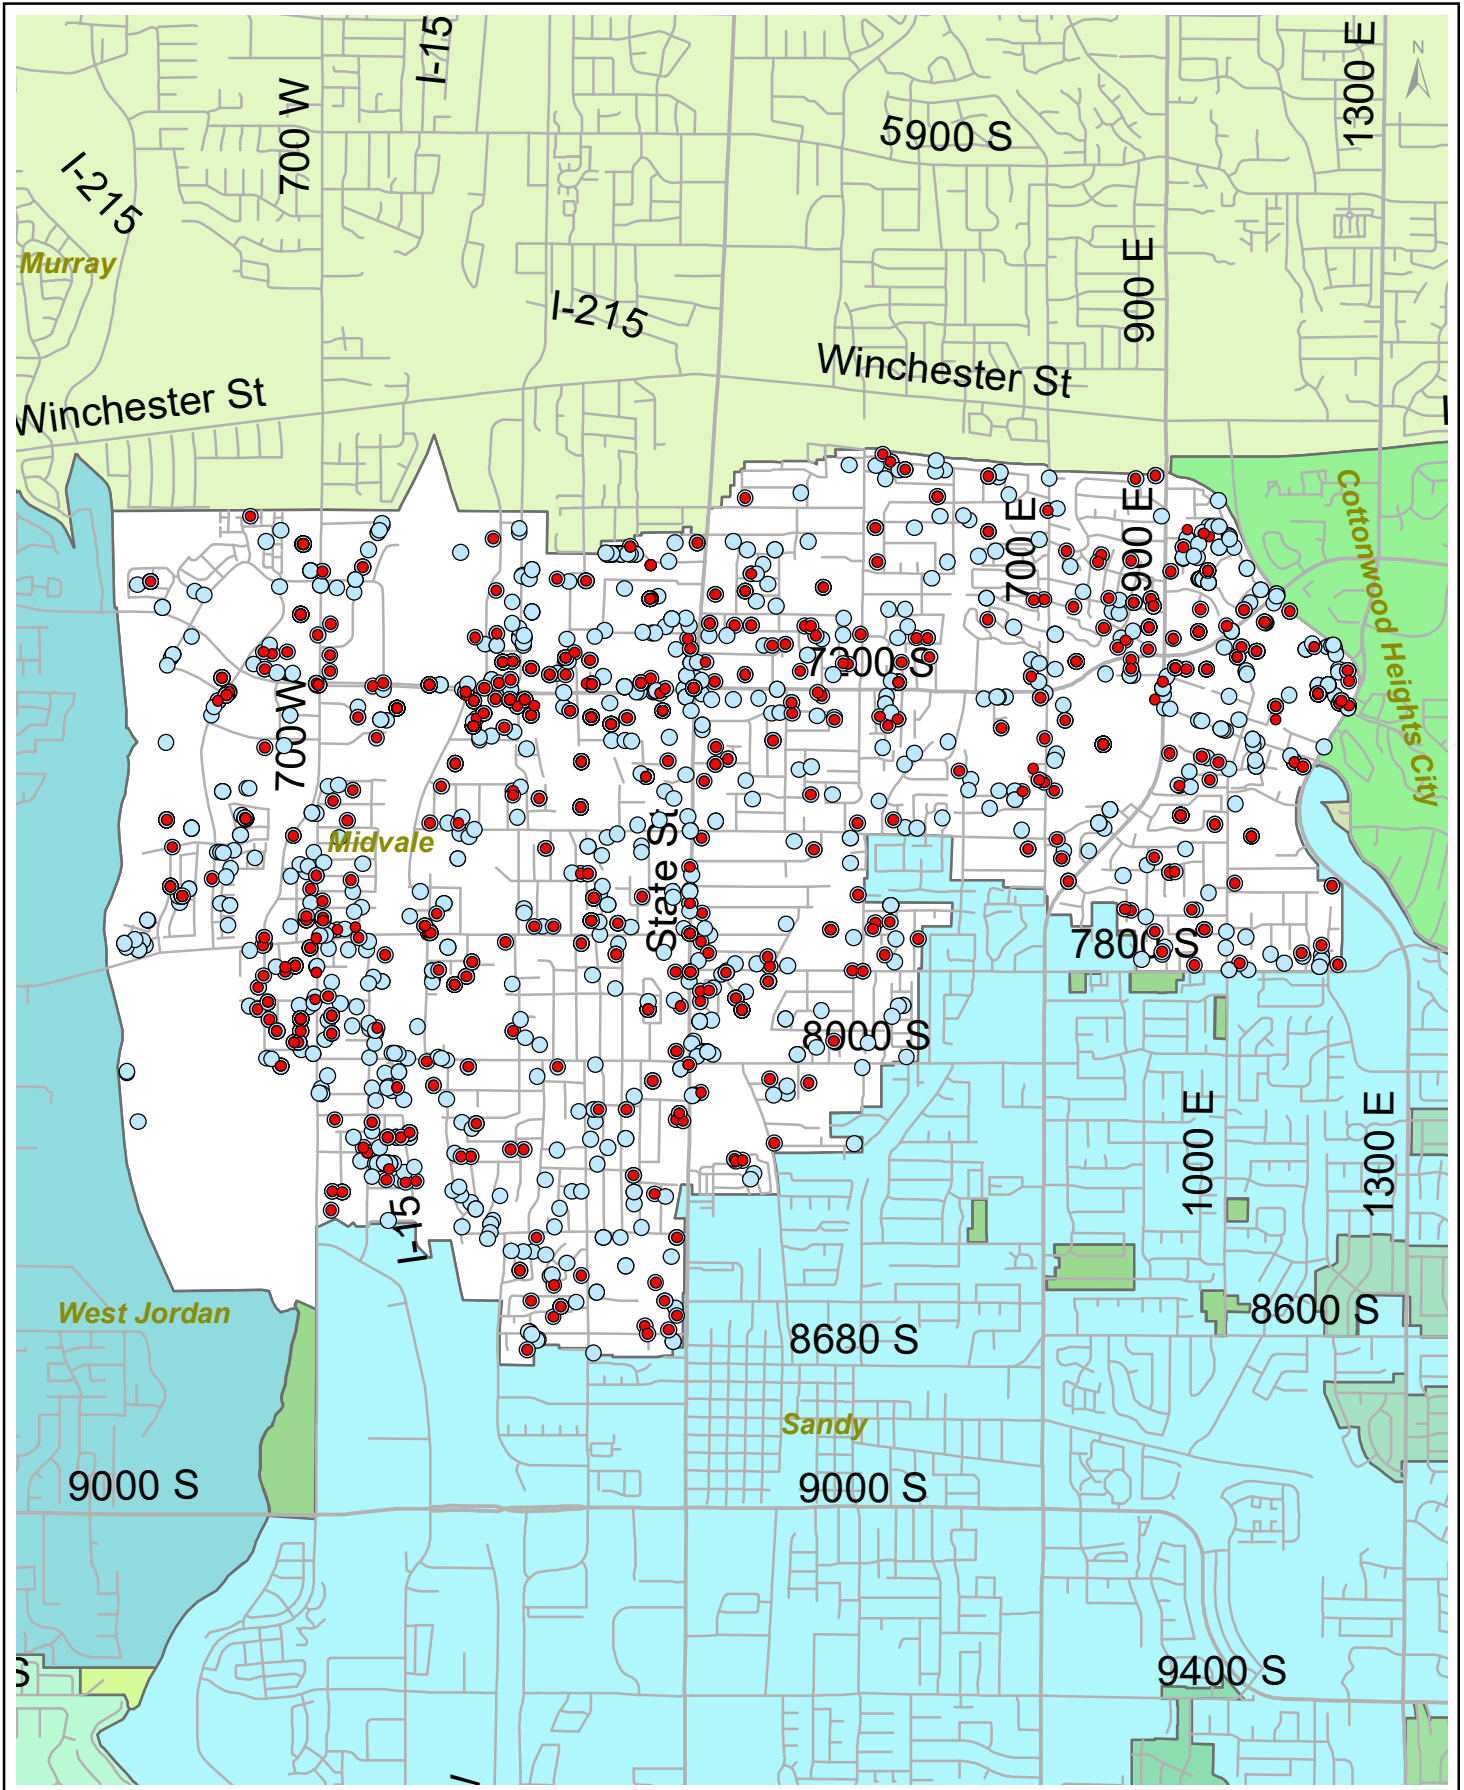 I-15
1300 E
N
700 W
5900 S
I-215
Murray
900 E
I-215
Winchester St
Winchester St
Cottonwood Heights City
700 E
900 E
7200 S
700 W
Midvale
State St
7800 S
8000 S
1000 E
1300 E
I-15
West Jordan
8600 S
8680 S
Sandy
9000 S
9000 S
S
9400 S